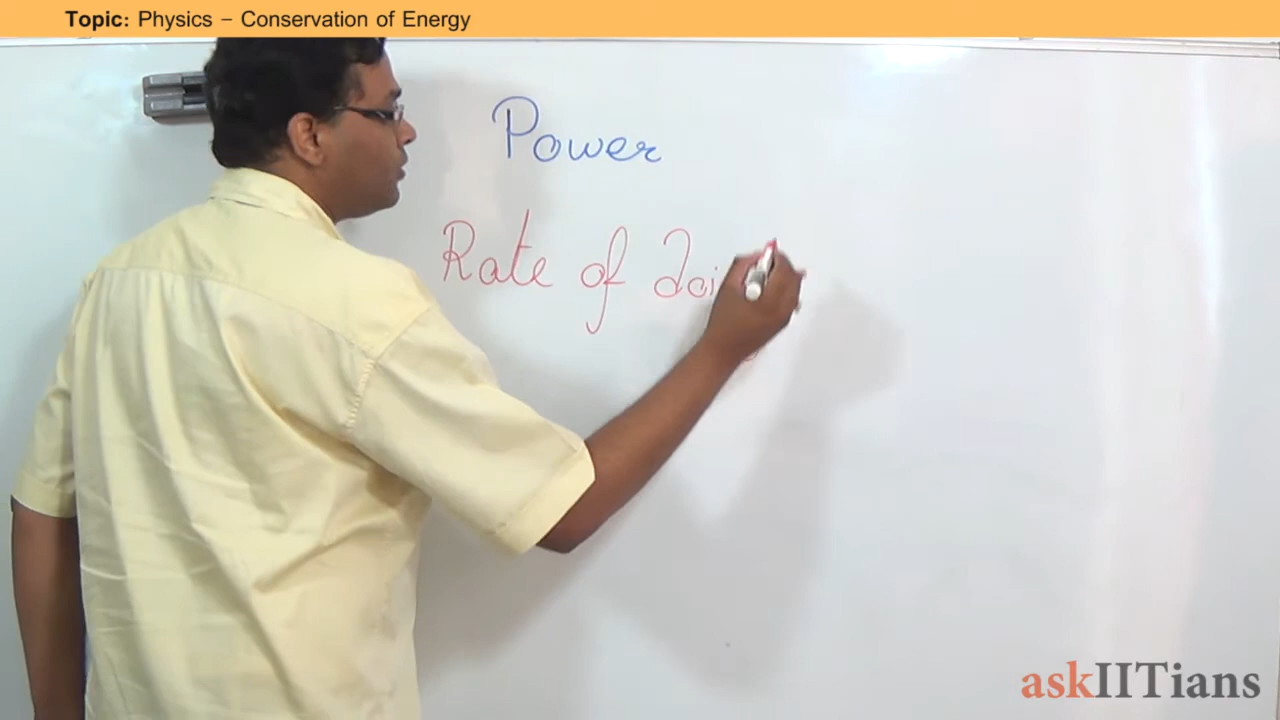 Topic: Physics – Conservation of Energy
Power
Rate of
askIITians